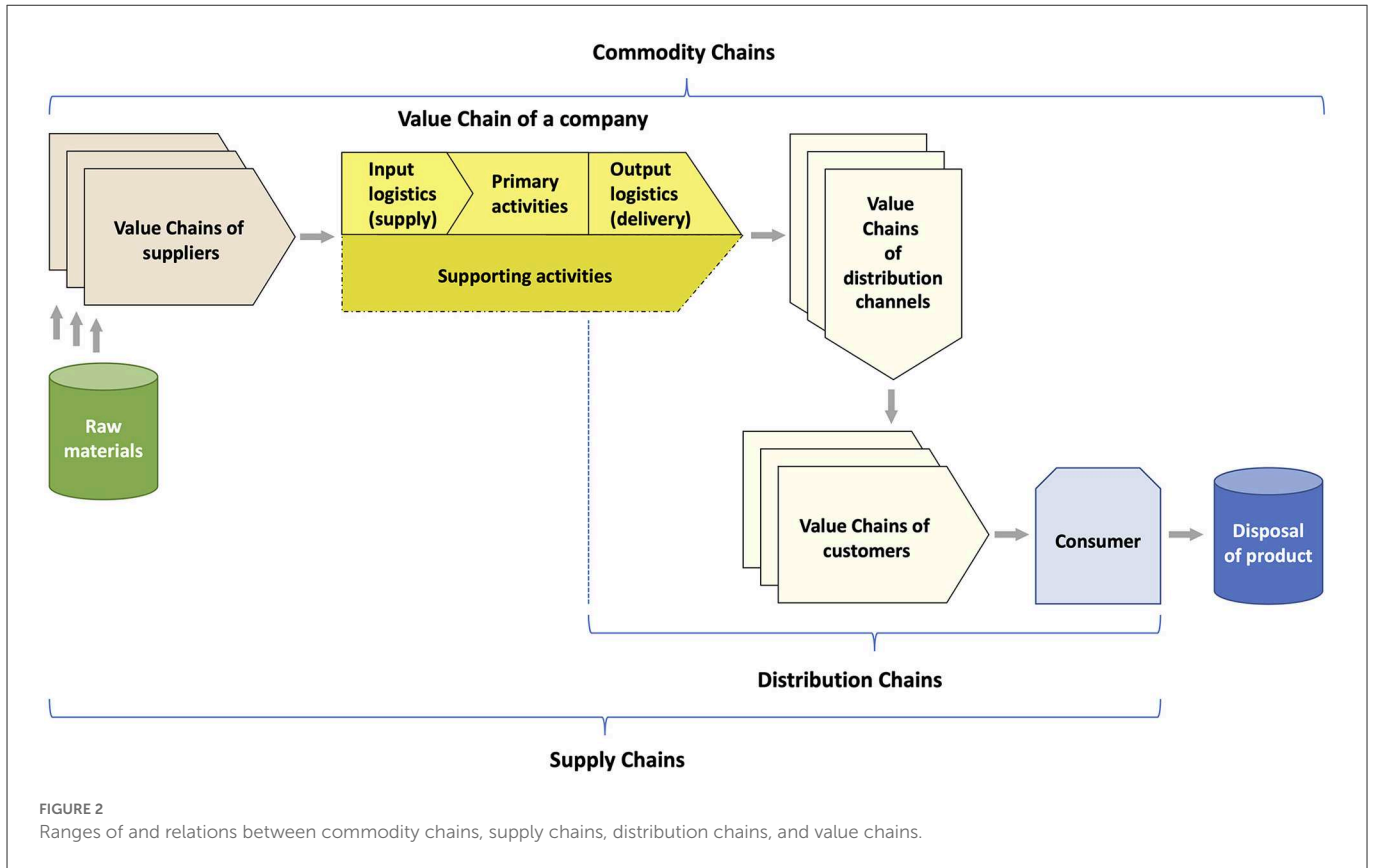 Commodity Chains
Value Chain of a company
Value Chains of
suppliers
Input
logistics
(supply)
Primary
activities
Output
logistics
(delivery)
Supporting activities
Value
Chains
of
distribution
channels
Raw
materials
Value Chains of
customers
Consumer
Disposal
of product
Distribution Chains
Supply Chains
FIGURE 2
Ranges of and relations between commodity chains, supply chains, distribution chains, and value chains.